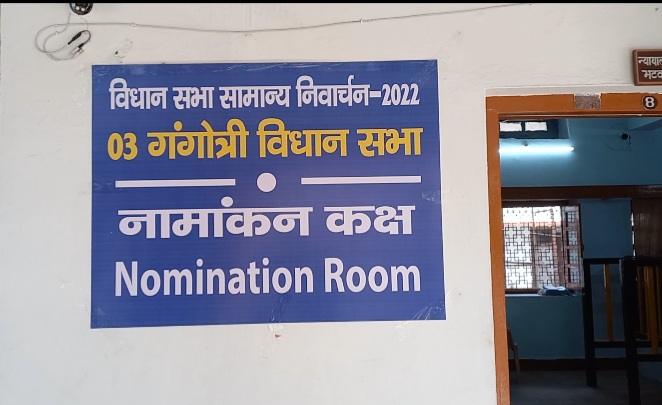 विधान सभा सामान्य निर्वाचन-2022
03 गंगोत्री विधान सभा
नामांकन कक्ष
Nomination Room
8